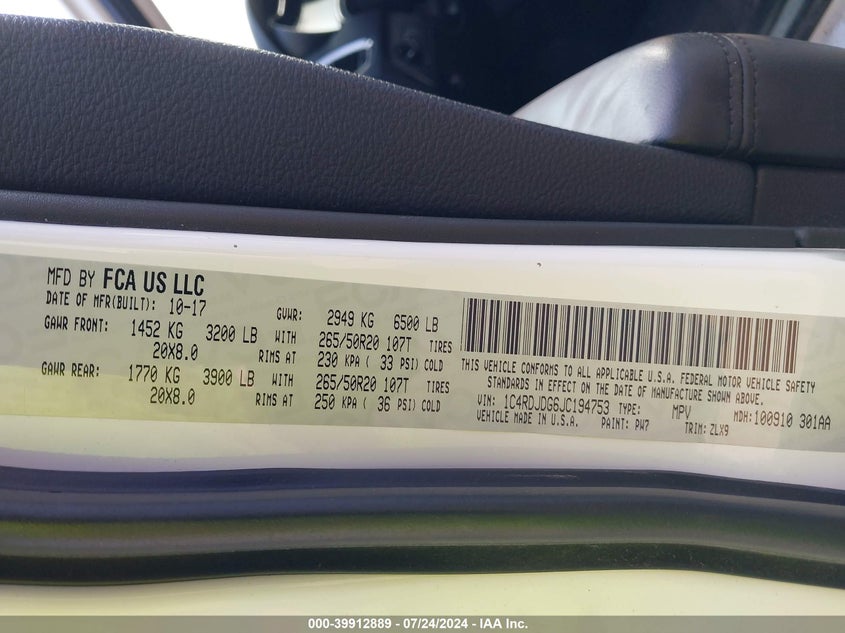 MFD BY FCA US LLC
DATE OF MFR(BUILT): 10-17 GVWR: 2949 KG 6500 LB
GAWR FRONT: 1452 KG 3200 LB WITH 265/50R20 107T TIRES
20X8.0 RIMS AT 230 KPA ( 33 PSI) COLD
GAWR REAR: 1770 KG 3900 LB WITH 265/50R20 107T TIRES
20X8.0 RIMS AT 250 KPA ( 36 PSI) COLD
THIS VEHICLE CONFORMS TO ALL APPLICABLE U.S.A. FEDERAL MOTOR VEHICLE SAFETY
STANDARDS IN EFFECT ON THE DATE OF MANUFACTURE SHOWN ABOVE.
VIN: 1C4RDJDG6JC194753 TYPE: MPV MDH:100910 301AA
VEHICLE MADE IN U.S.A. PAINT: PW7 TRIM: ZLX9
000-39912889 - 07/24/2024 - IAA Inc.